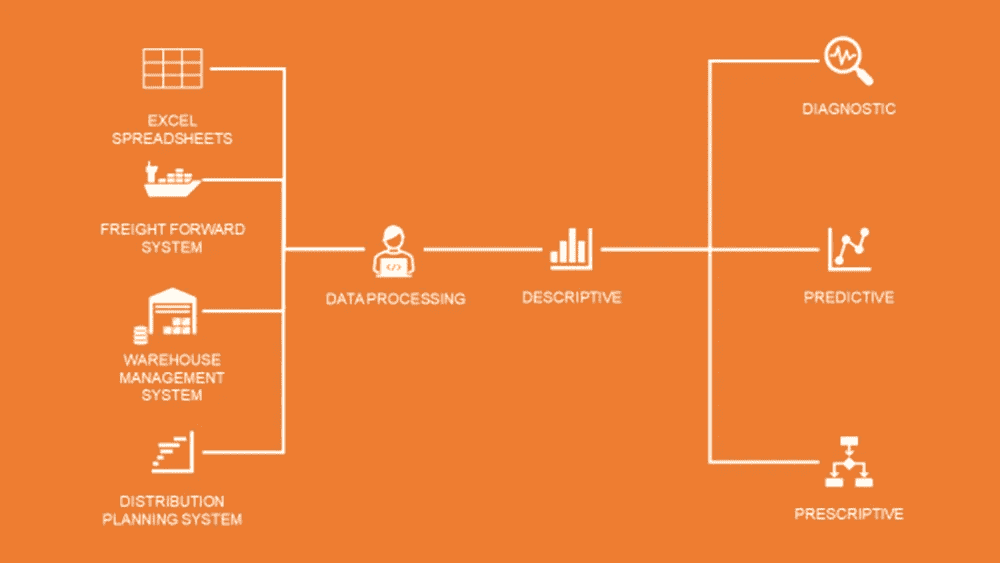 EXCEL
SPREADSHEETS
FREIGHT FORWARD
SYSTEM
WAREHOUSE
MANAGEMENT
SYSTEM
DISTRIBUTION
PLANNING SYSTEM
DATA PROCESSING
DESCRIPTIVE
DIAGNOSTIC
PREDICTIVE
PRESCRIPTIVE